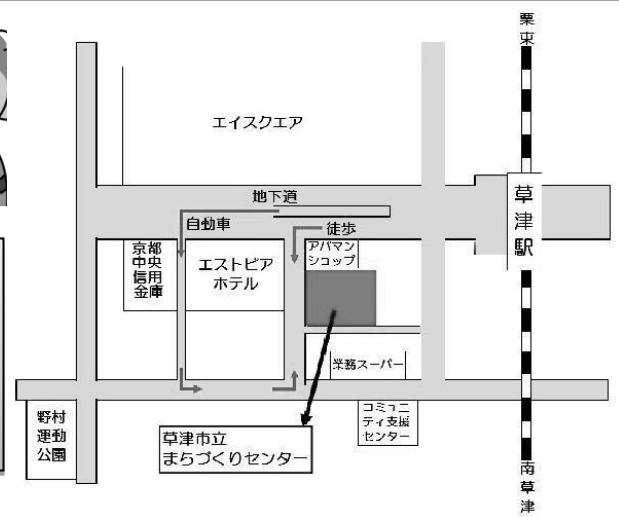 栗東
エイスクエア
地下道
草津駅
自動車
徒歩
京都
中央
信用
金庫
エストピア
ホテル
アパマン
ショップ
業務スーパー
コミュニ
ティ支援
センター
野村
運動
公園
草津市立
まちづくりセンター
南草津